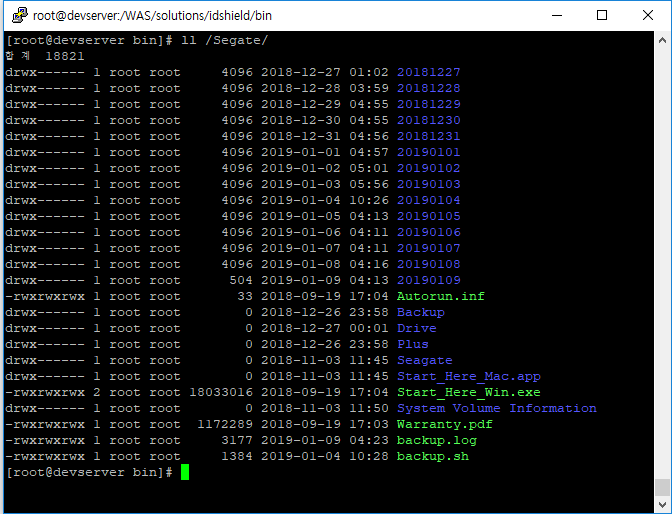 root@devserver:/WAS/solutions/idshield/bin
[root@devserver bin]# ll /Segate/
합계 18821
drwx------ 1 root root     4096 2018-12-27 01:02 20181227
drwx------ 1 root root     4096 2018-12-28 03:59 20181228
drwx------ 1 root root     4096 2018-12-29 04:55 20181229
drwx------ 1 root root     4096 2018-12-30 04:55 20181230
drwx------ 1 root root     4096 2018-12-31 04:56 20181231
drwx------ 1 root root     4096 2019-01-01 04:57 20190101
drwx------ 1 root root     4096 2019-01-02 05:01 20190102
drwx------ 1 root root     4096 2019-01-03 05:56 20190103
drwx------ 1 root root     4096 2019-01-04 10:26 20190104
drwx------ 1 root root     4096 2019-01-05 04:13 20190105
drwx------ 1 root root     4096 2019-01-06 04:11 20190106
drwx------ 1 root root     4096 2019-01-07 04:11 20190107
drwx------ 1 root root     4096 2019-01-08 04:16 20190108
drwx------ 1 root root      504 2019-01-09 04:13 20190109
-rwxrwxrwx 1 root root       33 2018-09-19 17:04 Autorun.inf
drwx------ 1 root root        0 2018-12-26 23:58 Backup
drwx------ 1 root root        0 2018-12-27 00:01 Drive
drwx------ 1 root root        0 2018-12-26 23:58 Plus
drwx------ 1 root root        0 2018-11-03 11:45 Seagate
drwx------ 1 root root        0 2018-11-03 11:45 Start_Here_Mac.app
-rwxrwxrwx 2 root root 18033016 2018-09-19 17:04 Start_Here_Win.exe
drwx------ 1 root root        0 2018-11-03 11:50 System Volume Information
-rwxrwxrwx 1 root root  1172289 2018-09-19 17:03 Warranty.pdf
-rwxrwxrwx 1 root root     3177 2019-01-09 04:23 backup.log
-rwxrwxrwx 1 root root     1384 2019-01-04 10:28 backup.sh
[root@devserver bin]#